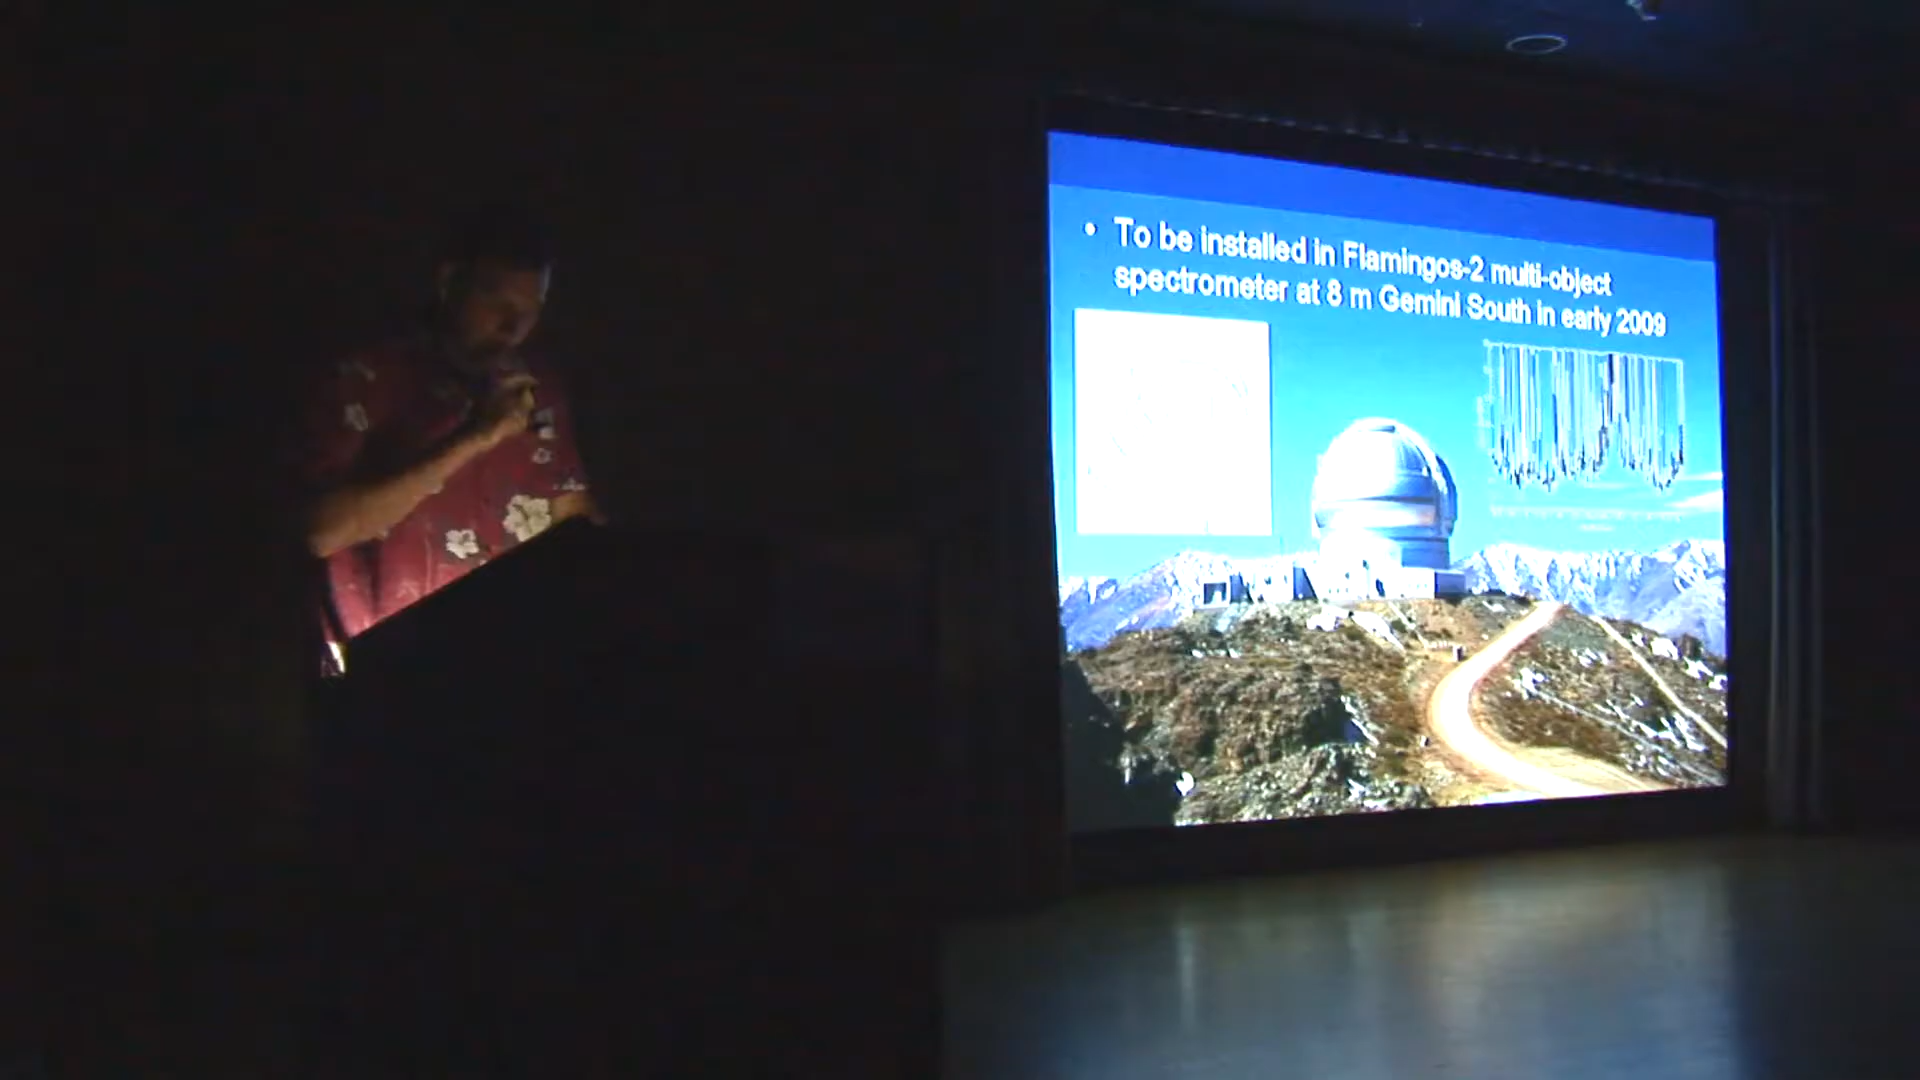 • To be installed in Flamingos-2 multi-object
spectrometer at 8 m Gemini South in early 2009